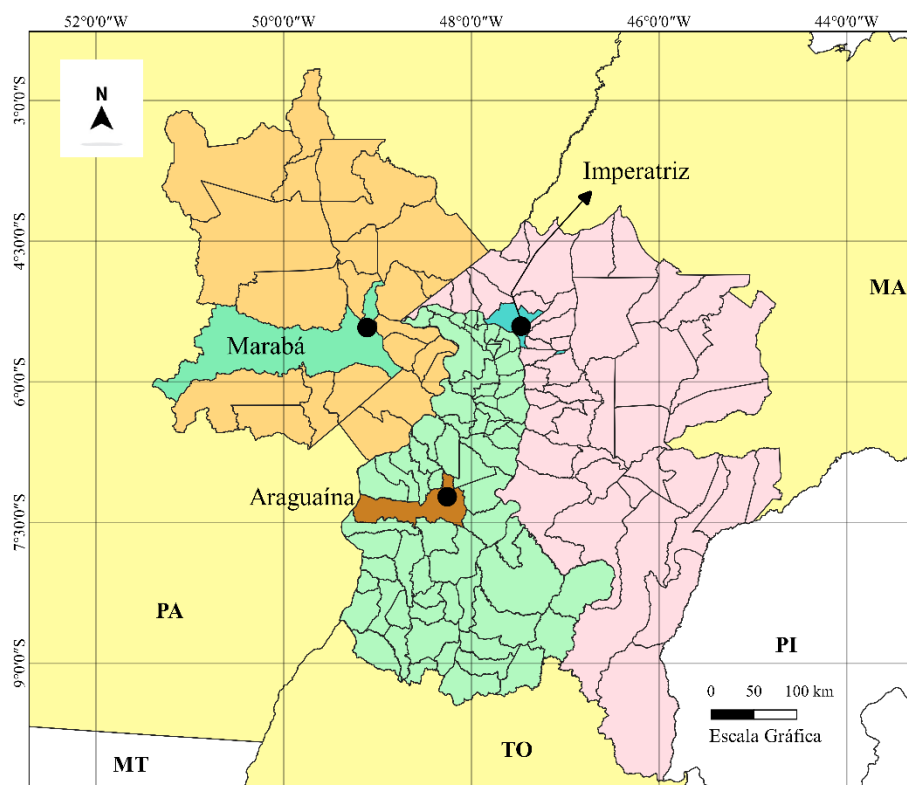 52°0'0"W 50°0'0"W 48°0'0"W 46°0'0"W 44°0'0"W
N
3°0'0"S
Imperatriz
4°30'0"S
MA
Marabá
6°0'0"S
Araguaína
7°30'0"S
PA
PI
9°0'0"S
0 50 100 km
Escala Gráfica
MT
TO